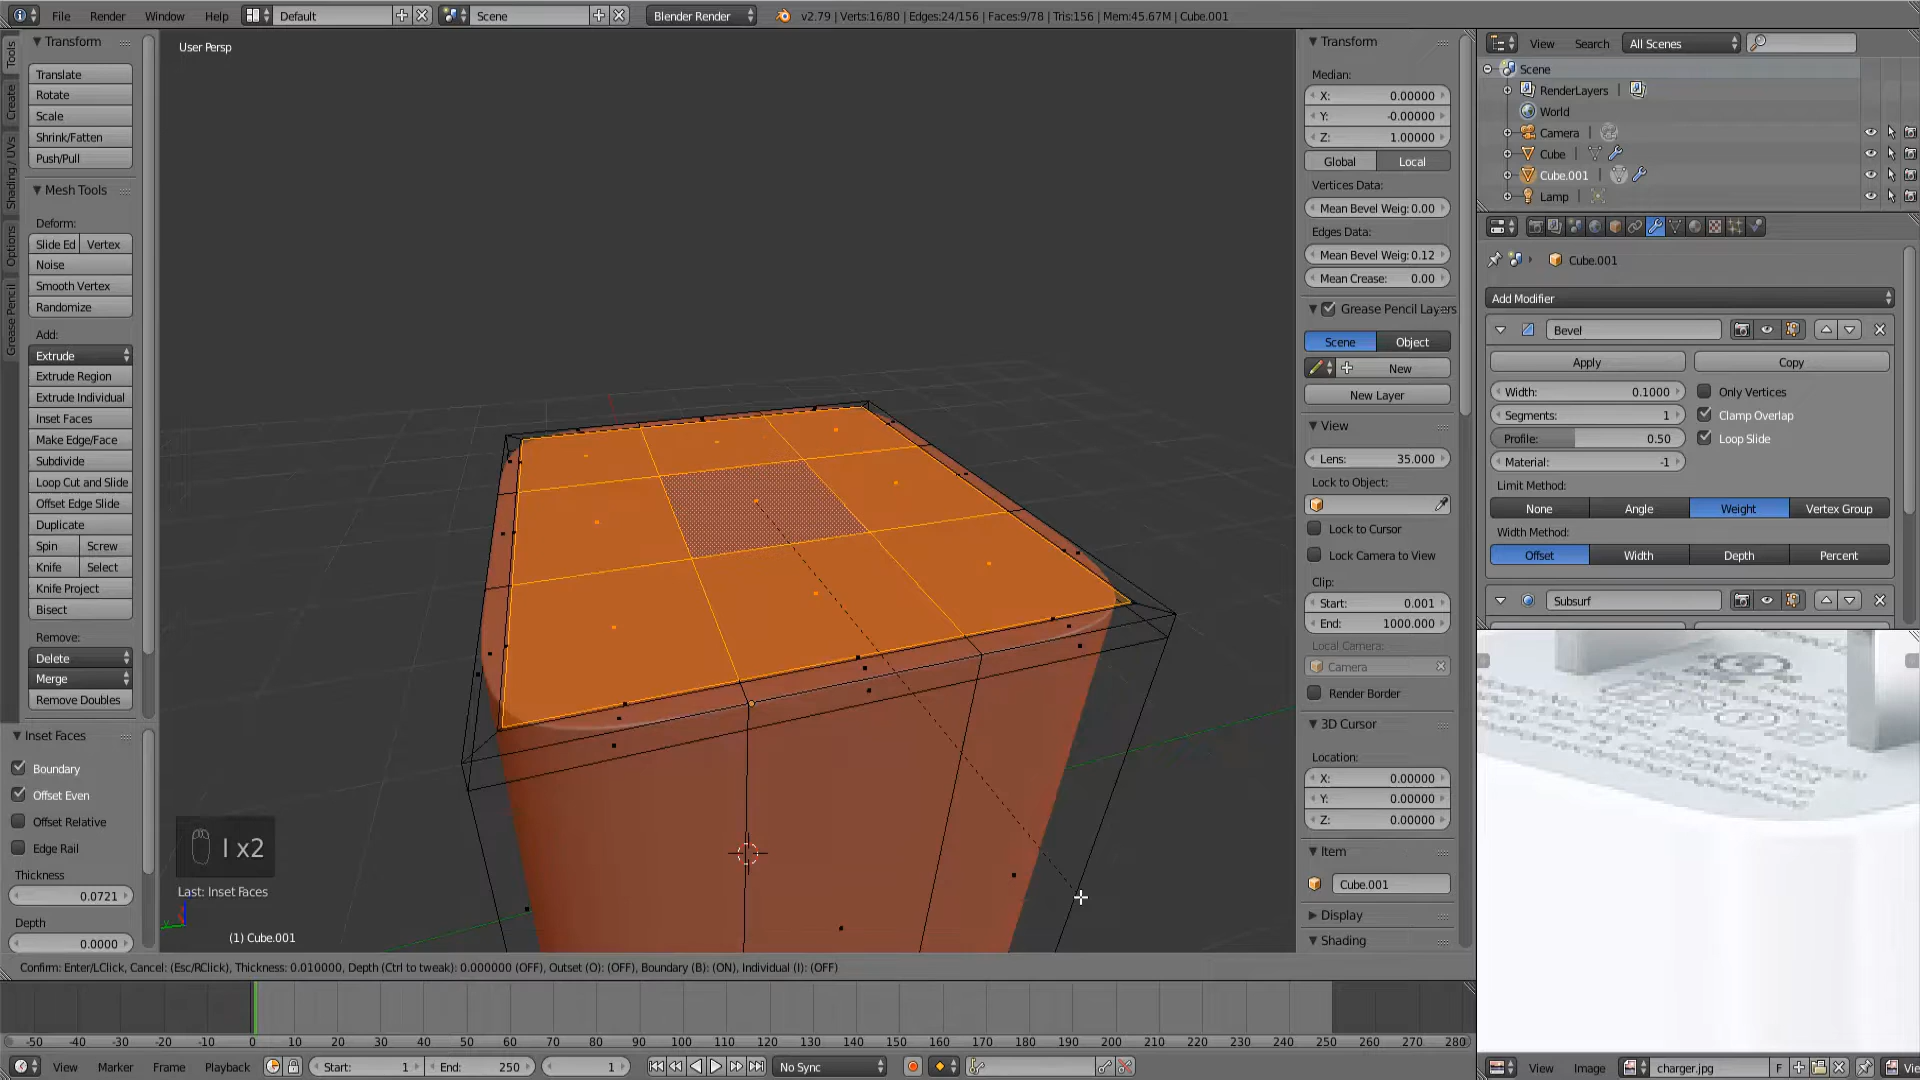 File Render Window Help Default Scene Blender Render v2.79 | Verts:16/80 | Edges:24/156 | Faces:9/78 | Tris:156 | Mem:45.67M | Cube.001
Tools
Create
Shading / UVs
Options
Grease Pencil
Transform
Translate
Rotate
Scale
Shrink/Fatten
Push/Pull
Mesh Tools
Deform:
Slide Ed Vertex
Noise
Smooth Vertex
Randomize
Add:
Extrude
Extrude Region
Extrude Individual
Inset Faces
Make Edge/Face
Subdivide
Loop Cut and Slide
Offset Edge Slide
Duplicate
Spin Screw
Knife Select
Knife Project
Bisect
Remove:
Delete
Merge
Remove Doubles
Inset Faces
Boundary
Offset Even
Offset Relative
Edge Rail
Thickness
0.0721
Depth
0.0000
User Persp
I x2
Last: Inset Faces
(1) Cube.001
Confirm: Enter/LClick, Cancel: (Esc/RClick), Thickness: 0.010000, Depth (Ctrl to tweak): 0.000000 (OFF), Outset (O): (OFF), Boundary (B): (ON), Individual (I): (OFF)
Transform
Median:
X: 0.00000
Y: -0.00000
Z: 1.00000
Global Local
Vertices Data:
Mean Bevel Weig: 0.00
Edges Data:
Mean Bevel Weig: 0.12
Mean Crease: 0.00
Grease Pencil Layers
Scene Object
New
New Layer
View
Lens: 35.000
Lock to Object:
Lock to Cursor
Lock Camera to View
Clip:
Start: 0.001
End: 1000.000
Local Camera:
Camera
Render Border
3D Cursor
Location:
X: 0.00000
Y: 0.00000
Z: 0.00000
Item
Cube.001
Display
Shading
View Search All Scenes
Scene
RenderLayers
World
Camera
Cube
Cube.001
Lamp
Cube.001
Add Modifier
Bevel
Apply Copy
Width: 0.1000 Only Vertices
Segments: 1 Clamp Overlap
Profile: 0.50 Loop Slide
Material: -1
Limit Method:
None Angle Weight Vertex Group
Width Method:
Offset Width Depth Percent
Subsurf
-50 -40 -30 -20 -10 0 10 20 30 40 50 60 70 80 90 100 110 120 130 140 150 160 170 180 190 200 210 220 230 240 250 260 270 280
View Marker Frame Playback Start: 1 End: 250 1 No Sync
View Image charger.jpg F Vie